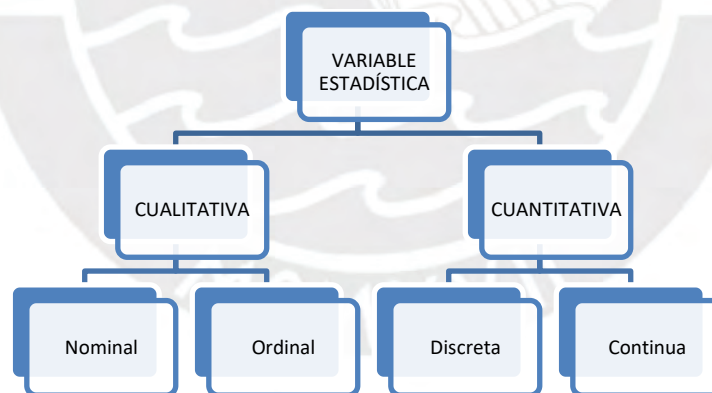 VARIABLE
ESTADÍSTICA
CUALITATIVA
CUANTITATIVA
Nominal
Ordinal
Discreta
Continua